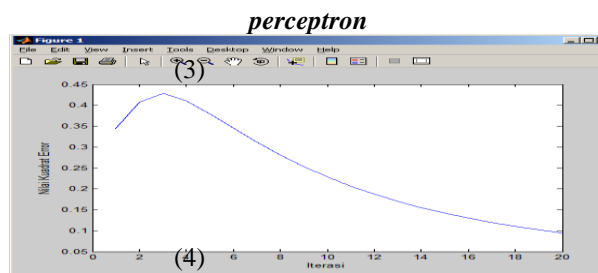 perceptron
Figure 1
File Edit View Insert Tools Desktop Window Help
(3)
0.45
0.4
0.35
0.3
0.25
0.2
0.15
0.1
0.05
Nilai Kuadrat Error
0 2 4 6 8 10 12 14 16 18 20
(4)
Iterasi